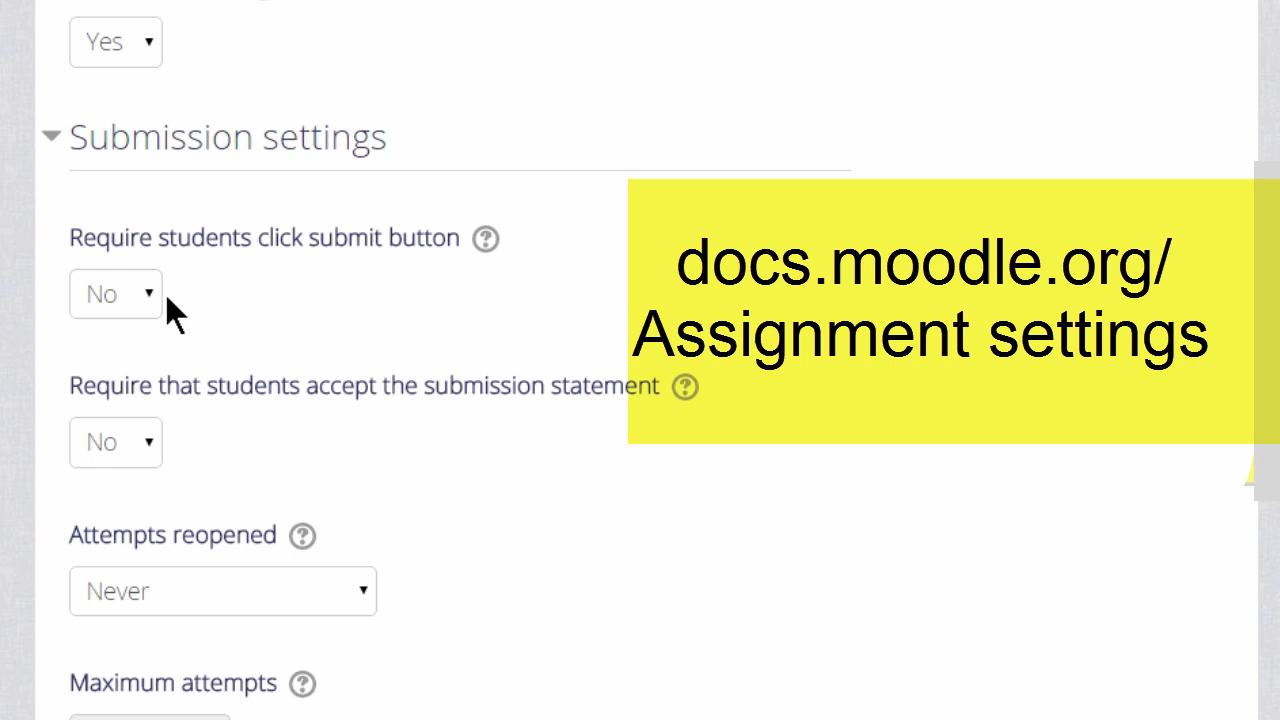 Yes
Submission settings
Require students click submit button
No
docs.moodle.org/
Assignment settings
Require that students accept the submission statement
No
Attempts reopened
Never
Maximum attempts